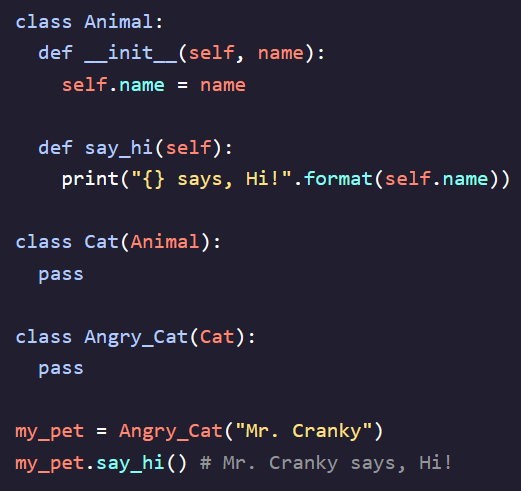 class Animal:
  def __init__(self, name):
    self.name = name

  def say_hi(self):
    print("{} says, Hi!".format(self.name))

class Cat(Animal):
  pass

class Angry_Cat(Cat):
  pass

my_pet = Angry_Cat("Mr. Cranky")
my_pet.say_hi() # Mr. Cranky says, Hi!